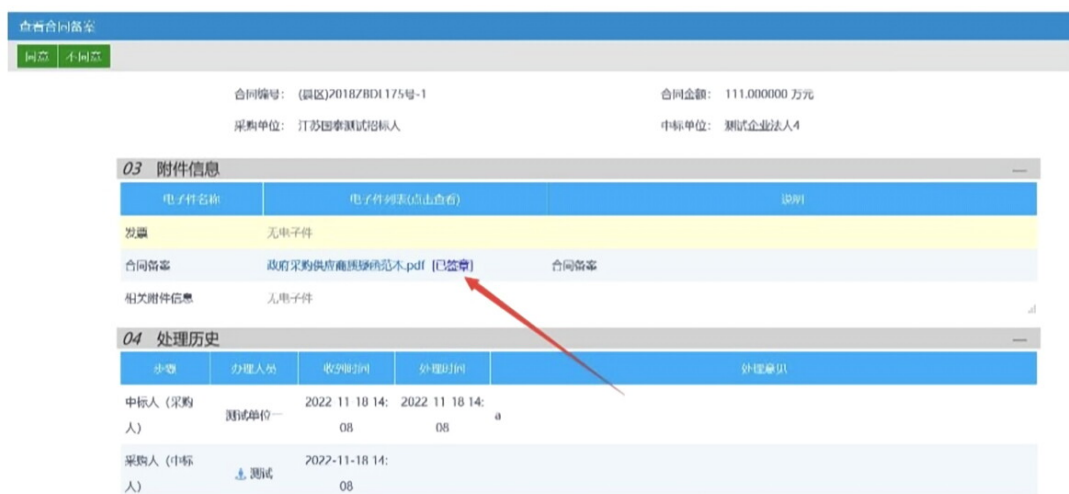 查看合同备案
同意 不同意
合同编号: (县区)2018ZBDL175号-1 合同金额: 111.000000 万元
采购单位: 江苏国泰测试招标人 中标单位: 测试企业法人4
03 附件信息
电子件名称 电子件列表(点击查看) 说明
发票 无电子件
合同备案 政府采购供应商质疑函范本.pdf [已签章] 合同备案
相关附件信息 无电子件
04 处理历史
步骤 办理人员 收到时间 处理时间 处理意见
中标人（采购 2022-11-18 14: 2022-11-18 14:
测试单位一 a
人） 08 08
采购人（中标 2022-11-18 14:
测试
人） 08